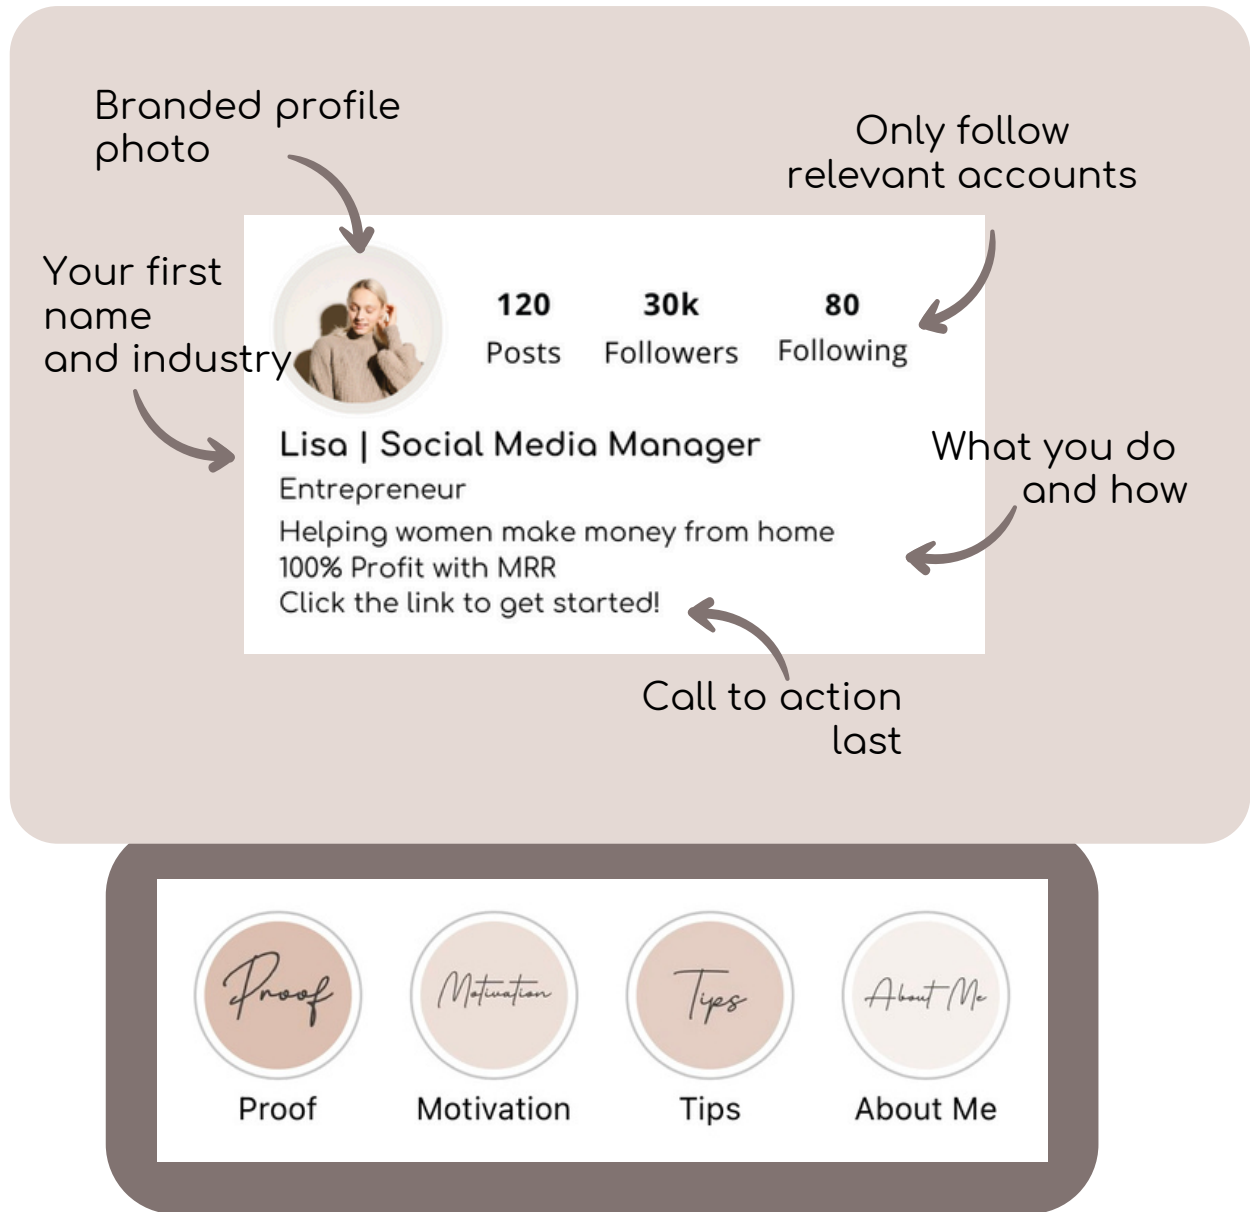 Branded profile
photo
Only follow
relevant accounts
Your first
name
and industry
120
Posts
30k
Followers
80
Following
Lisa | Social Media Manager
Entrepreneur
Helping women make money from home
100% Profit with MRR
Click the link to get started!
What you do
and how
Call to action
last
Proof
Motivation
Tips
About Me
Proof
Motivation
Tips
About Me